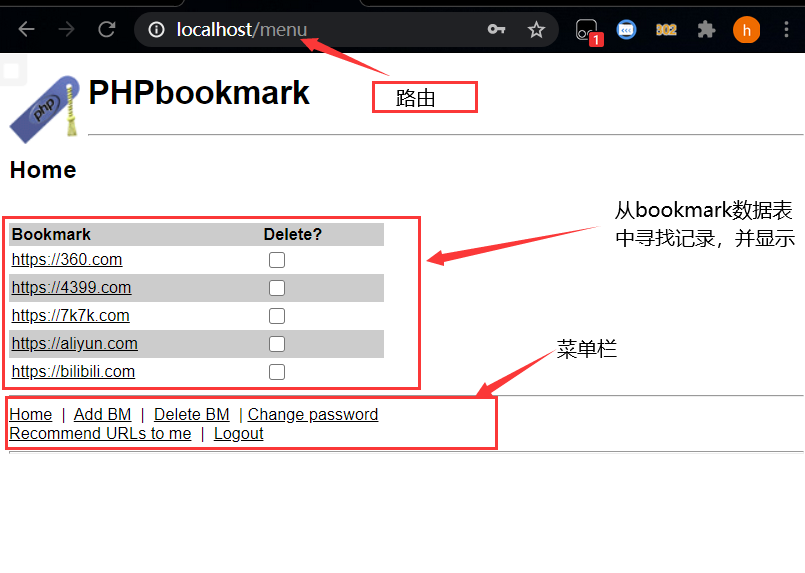 localhost/menu
1
902
h
php
PHPbookmark
路由
Home
Bookmark Delete?
https://360.com
https://4399.com
https://7k7k.com
https://aliyun.com
https://bilibili.com
从bookmark数据表
中寻找记录，并显示
菜单栏
Home | Add BM | Delete BM | Change password
Recommend URLs to me | Logout